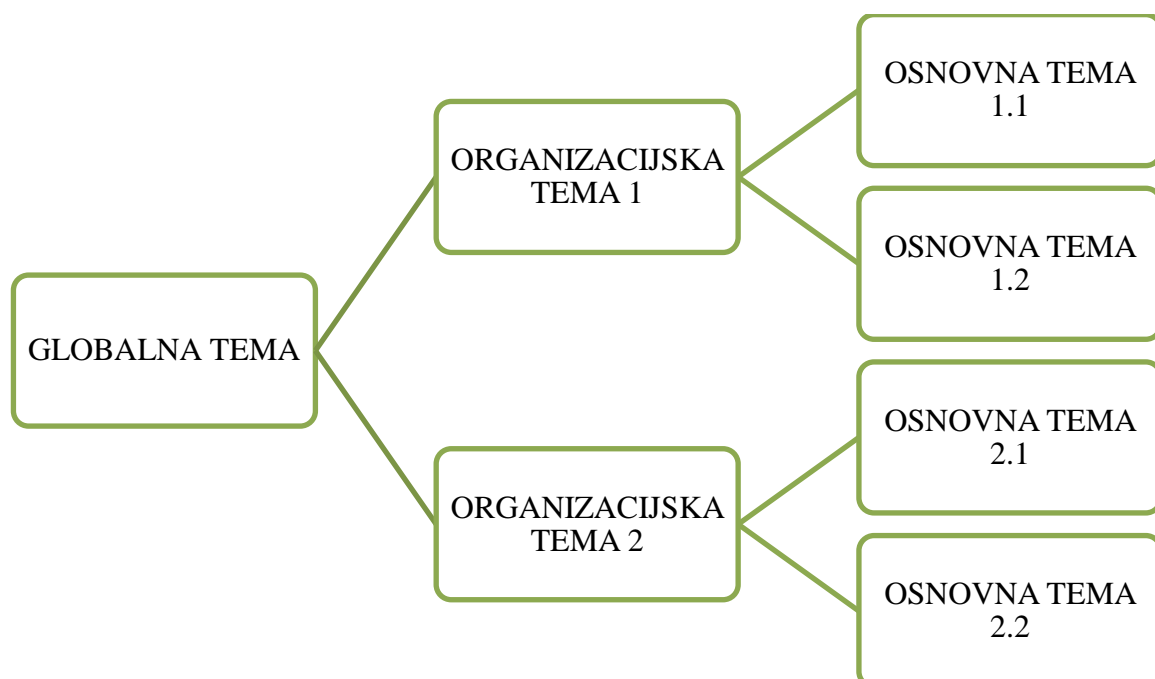 OSNOVNA TEMA
1.1
ORGANIZACIJSKA
TEMA 1
OSNOVNA TEMA
1.2
GLOBALNA TEMA
OSNOVNA TEMA
2.1
ORGANIZACIJSKA
TEMA 2
OSNOVNA TEMA
2.2